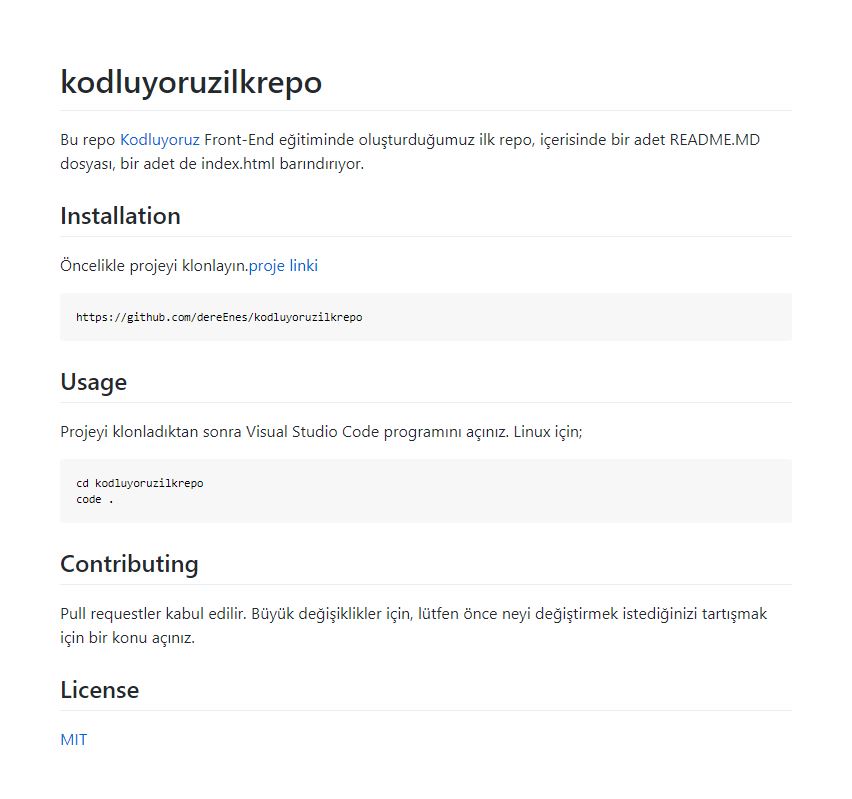 kodluyoruzilkrepo
Bu repo Kodluyoruz Front-End eğitiminde oluşturduğumuz ilk repo, içerisinde bir adet README.MD
dosyası, bir adet de index.html barındırıyor.
Installation
Öncelikle projeyi klonlayın.proje linki
https://github.com/dereEnes/kodluyoruzilkrepo
Usage
Projeyi klonladıktan sonra Visual Studio Code programını açınız. Linux için;
cd kodluyoruzilkrepo
code .
Contributing
Pull requestler kabul edilir. Büyük değişiklikler için, lütfen önce neyi değiştirmek istediğinizi tartışmak
için bir konu açınız.
License
MIT